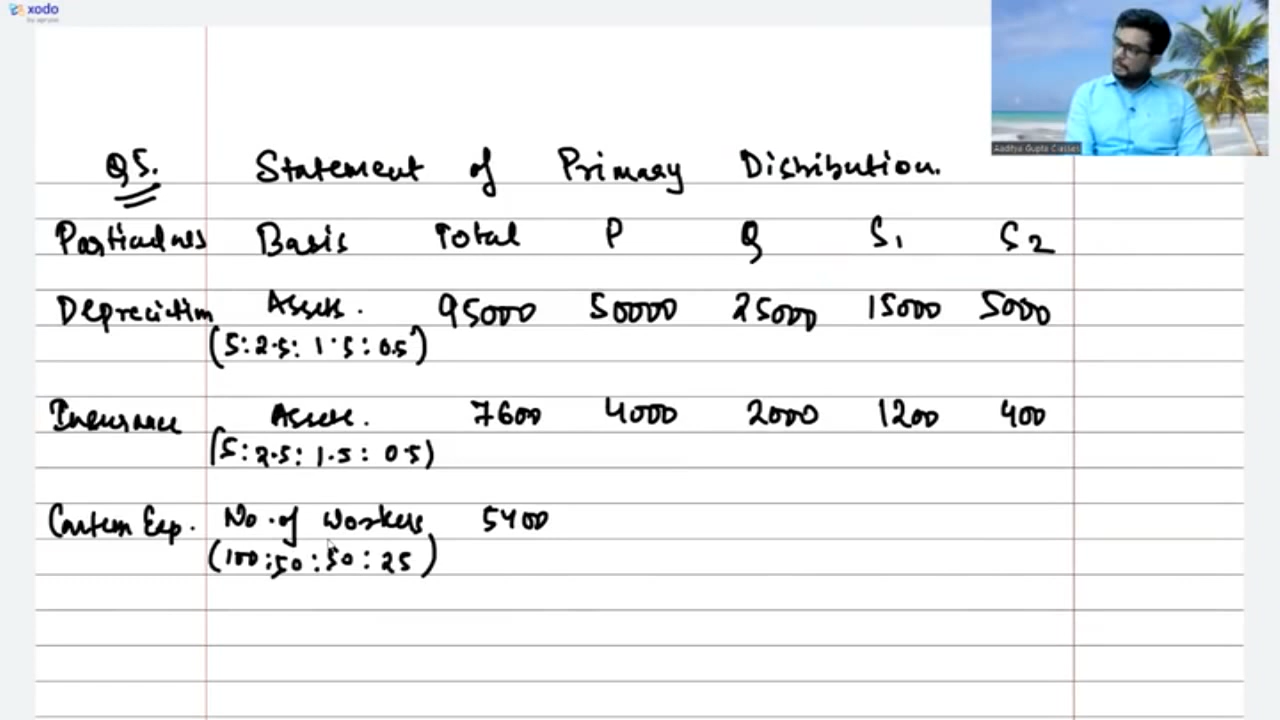 xodo
by apryse
Aaditya Gupta Classes
Q5. Statement of Primary Distribution.
Particulars Basis Total P Q S1 S2
Depreciation Assets. 95000 50000 25000 15000 5000
(5:2.5: 1.5: 0.5)
Insurance Assets. 7600 4000 2000 1200 400
(5: 2.5: 1.5: 0.5)
Canteen Exp. No. of workers 5400
(100:50:50:25)